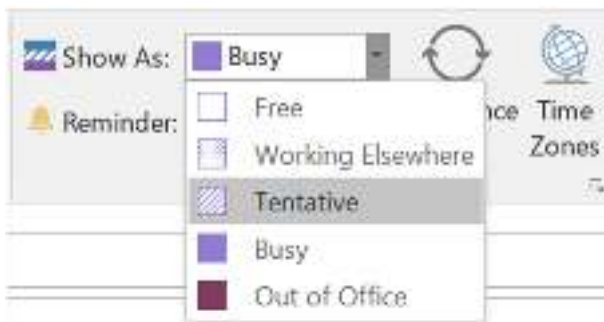 Show As: Busy
Free
Reminder:
nce Time
Zones
Working Elsewhere
Tentative
Busy
Out of Office